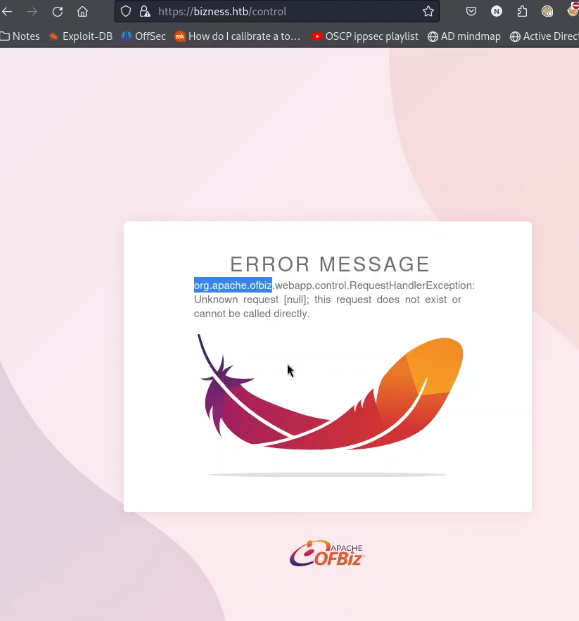 https://bizness.htb/control
Notes Exploit-DB OffSec How do I calibrate a to… OSCP ippsec playlist AD mindmap Active Direct
ERROR MESSAGE
org.apache.ofbiz.webapp.control.RequestHandlerException:
Unknown request [null]; this request does not exist or
cannot be called directly.
APACHE
OFBiz